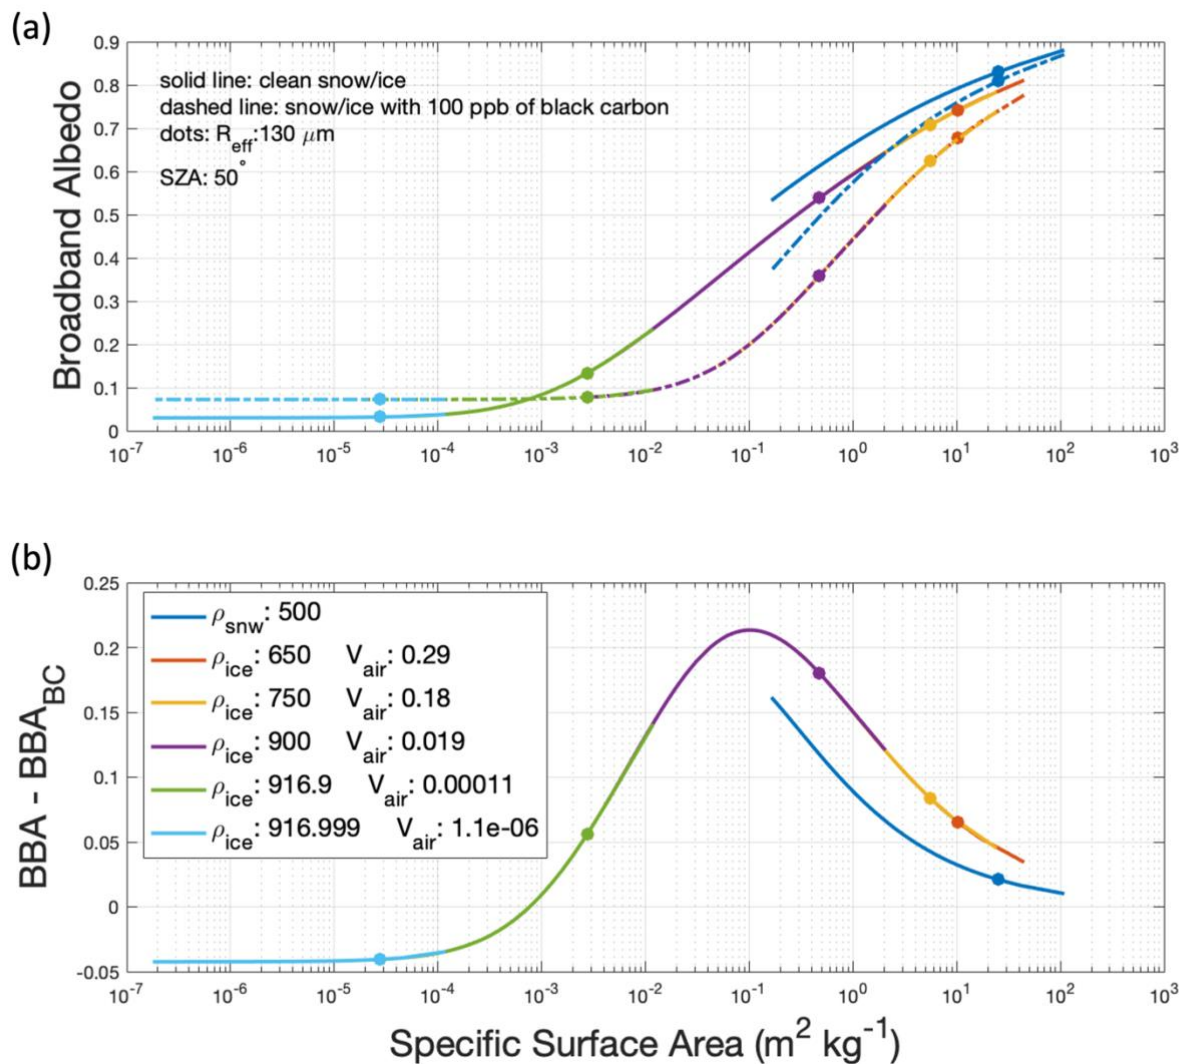 (a)
0.9
0.8
0.7
0.6
0.5
0.4
0.3
0.2
0.1
0
Broadband Albedo
solid line: clean snow/ice
dashed line: snow/ice with 100 ppb of black carbon
dots: R_eff:130 μm
SZA: 50°
10^-7 10^-6 10^-5 10^-4 10^-3 10^-2 10^-1 10^0 10^1 10^2 10^3
(b)
0.25
0.2
0.15
0.1
0.05
0
-0.05
BBA - BBA_BC
ρ_snw: 500
ρ_ice: 650 V_air: 0.29
ρ_ice: 750 V_air: 0.18
ρ_ice: 900 V_air: 0.019
ρ_ice: 916.9 V_air: 0.00011
ρ_ice: 916.999 V_air: 1.1e-06
10^-7 10^-6 10^-5 10^-4 10^-3 10^-2 10^-1 10^0 10^1 10^2 10^3
Specific Surface Area (m^2 kg^-1)